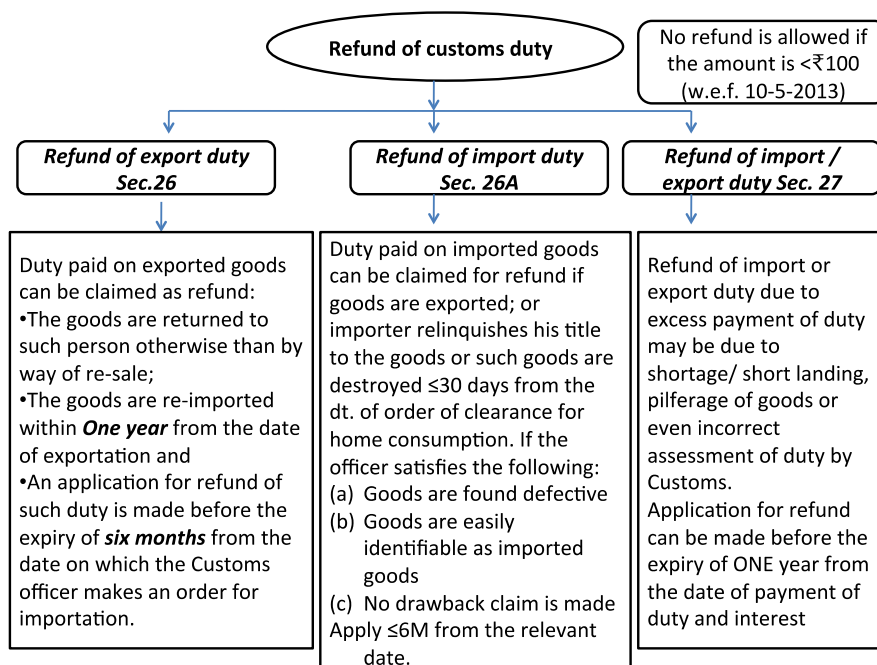 Refund of customs duty
No refund is allowed if
the amount is <₹100
(w.e.f. 10-5-2013)
Refund of export duty
Sec.26
Refund of import duty
Sec. 26A
Refund of import /
export duty Sec. 27
Duty paid on exported goods
can be claimed as refund:
•The goods are returned to
such person otherwise than by
way of re-sale;
•The goods are re-imported
within One year from the date
of exportation and
•An application for refund of
such duty is made before the
expiry of six months from the
date on which the Customs
officer makes an order for
importation.
Duty paid on imported goods
can be claimed for refund if
goods are exported; or
importer relinquishes his title
to the goods or such goods are
destroyed ≤30 days from the
dt. of order of clearance for
home consumption. If the
officer satisfies the following:
(a) Goods are found defective
(b) Goods are easily
identifiable as imported
goods
(c) No drawback claim is made
Apply ≤6M from the relevant
date.
Refund of import or
export duty due to
excess payment of duty
may be due to
shortage/ short landing,
pilferage of goods or
even incorrect
assessment of duty by
Customs.
Application for refund
can be made before the
expiry of ONE year from
the date of payment of
duty and interest